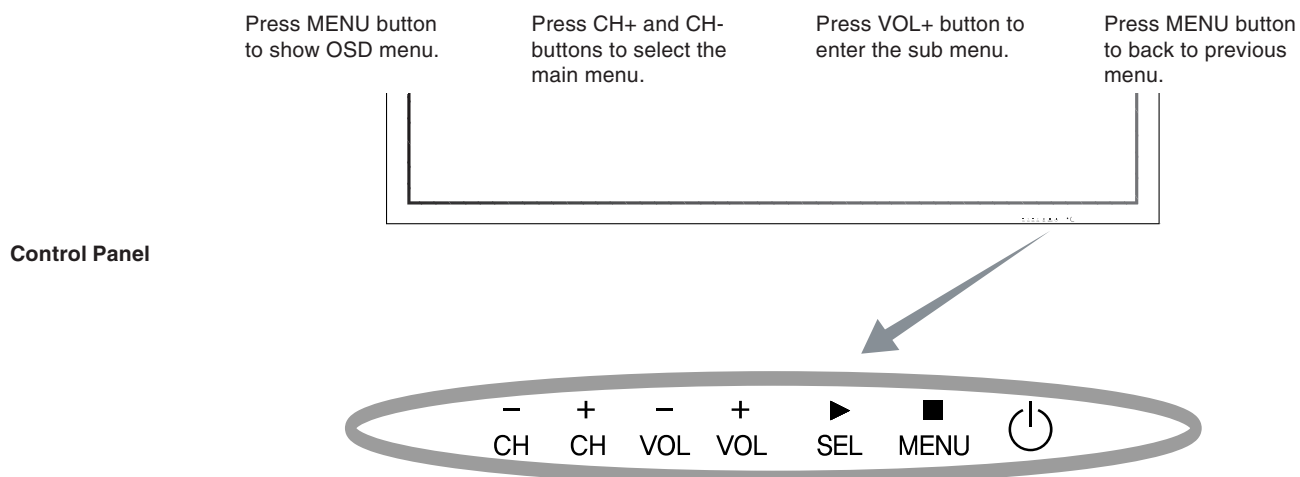 Press MENU button
to show OSD menu.
Press CH+ and CH-
buttons to select the
main menu.
Press VOL+ button to
enter the sub menu.
Press MENU button
to back to previous
menu.
Control Panel
− + − + ▶ ■
CH CH VOL VOL SEL MENU